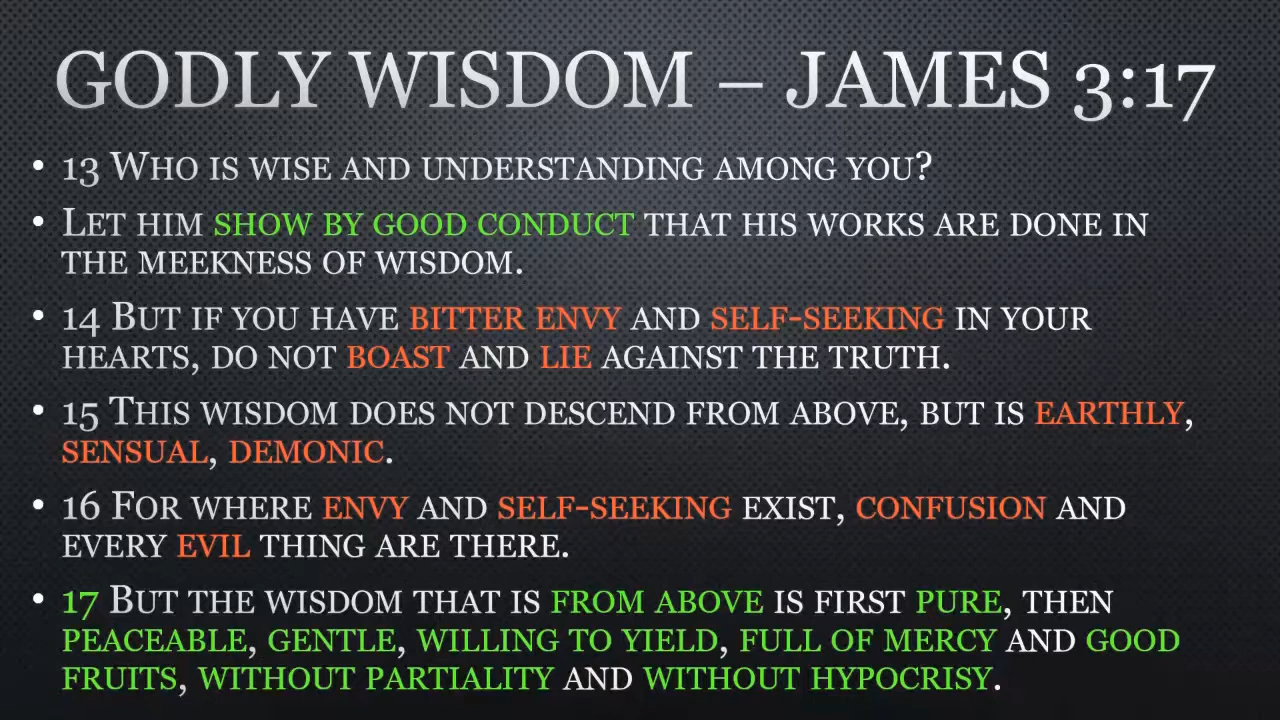 GODLY WISDOM – JAMES 3:17
• 13 WHO IS WISE AND UNDERSTANDING AMONG YOU?
• LET HIM SHOW BY GOOD CONDUCT THAT HIS WORKS ARE DONE IN
THE MEEKNESS OF WISDOM.
• 14 BUT IF YOU HAVE BITTER ENVY AND SELF-SEEKING IN YOUR
HEARTS, DO NOT BOAST AND LIE AGAINST THE TRUTH.
• 15 THIS WISDOM DOES NOT DESCEND FROM ABOVE, BUT IS EARTHLY,
SENSUAL, DEMONIC.
• 16 FOR WHERE ENVY AND SELF-SEEKING EXIST, CONFUSION AND
EVERY EVIL THING ARE THERE.
• 17 BUT THE WISDOM THAT IS FROM ABOVE IS FIRST PURE, THEN
PEACEABLE, GENTLE, WILLING TO YIELD, FULL OF MERCY AND GOOD
FRUITS, WITHOUT PARTIALITY AND WITHOUT HYPOCRISY.